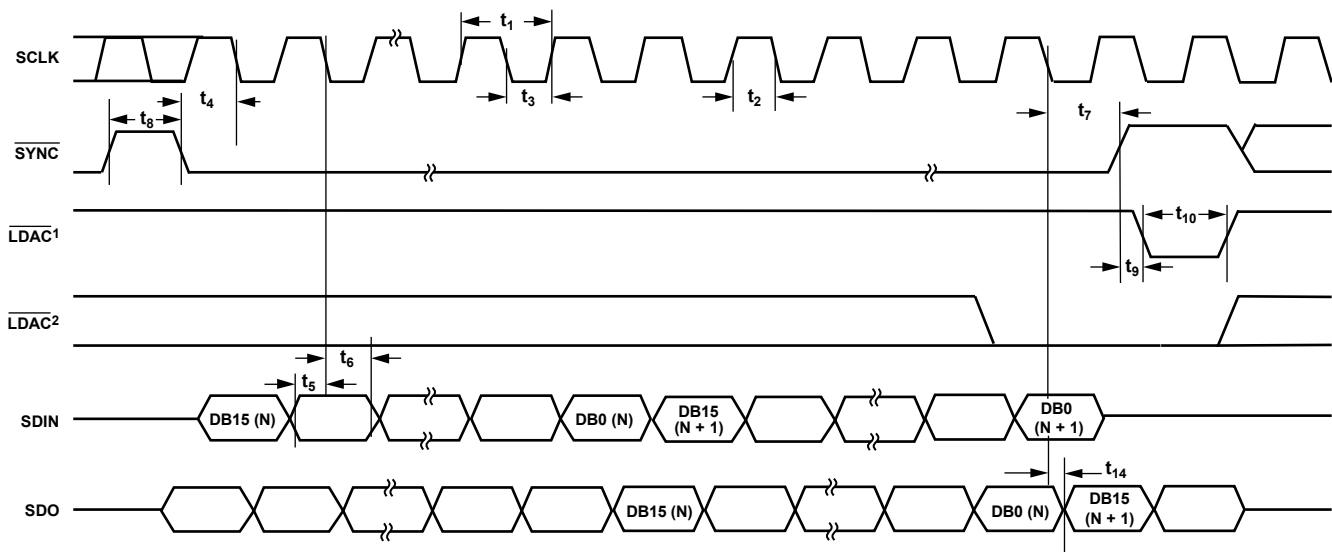 t1
SCLK
t4
t3
t2
t8
t7
SYNC
LDAC1
t10
t9
LDAC2
t6
t5
SDIN
DB15 (N)
DB0 (N)
DB15
(N + 1)
DB0
(N + 1)
t14
SDO
DB15 (N)
DB0 (N)
DB15
(N + 1)